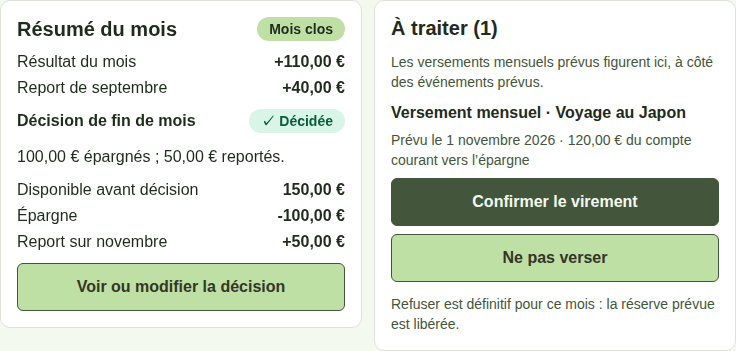 Résumé du mois
Mois clos
Résultat du mois
+110,00 €
Report de septembre
+40,00 €
Décision de fin de mois
✓ Décidée
100,00 € épargnés ; 50,00 € reportés.
Disponible avant décision
150,00 €
Épargne
-100,00 €
Report sur novembre
+50,00 €
Voir ou modifier la décision
À traiter (1)
Les versements mensuels prévus figurent ici, à côté
des événements prévus.
Versement mensuel · Voyage au Japon
Prévu le 1 novembre 2026 · 120,00 € du compte
courant vers l’épargne
Confirmer le virement
Ne pas verser
Refuser est définitif pour ce mois : la réserve prévue
est libérée.